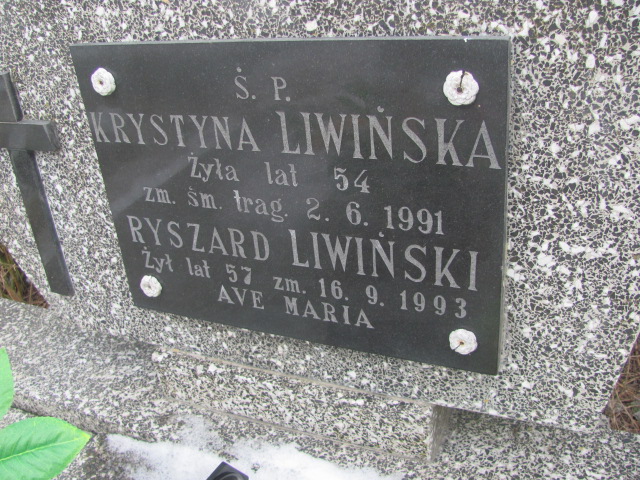 Ś. P.
KRYSTYNA LIWIŃSKA
Żyła lat 54
zm. śm. trag. 2. 6. 1991
RYSZARD LIWIŃSKI
Żył lat 57 zm. 16. 9. 1993
AVE MARIA